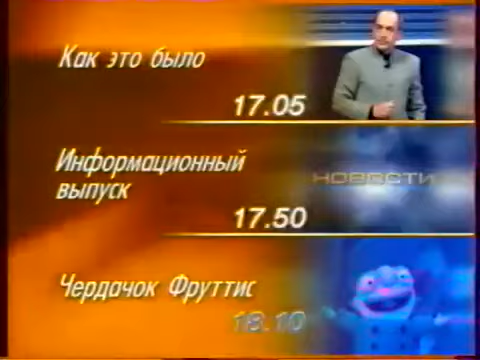 Как это было
17.05
Информационный
выпуск
НОВОСТИ
17.50
Чердачок Фруттис
18.10